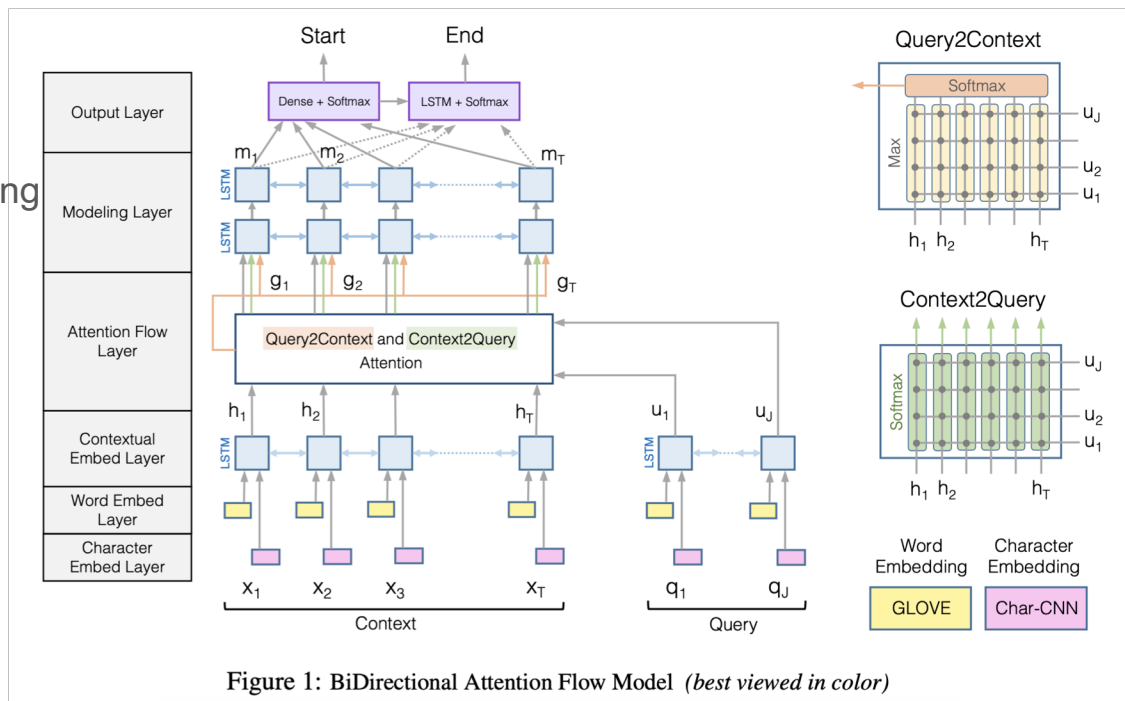 Start
End
Output Layer
Dense + Softmax
LSTM + Softmax
m1
m2
mT
ng
Modeling Layer
LSTM
LSTM
g1
g2
gT
Attention Flow
Layer
Query2Context and Context2Query
Attention
h1
h2
hT
u1
uJ
Contextual
Embed Layer
LSTM
LSTM
Word Embed
Layer
Character
Embed Layer
x1
x2
x3
xT
q1
qJ
Context
Query
Query2Context
Softmax
Max
uJ
u2
u1
h1
h2
hT
Context2Query
Softmax
uJ
u2
u1
h1
h2
hT
Word
Embedding
GLOVE
Character
Embedding
Char-CNN
Figure 1: BiDirectional Attention Flow Model (best viewed in color)